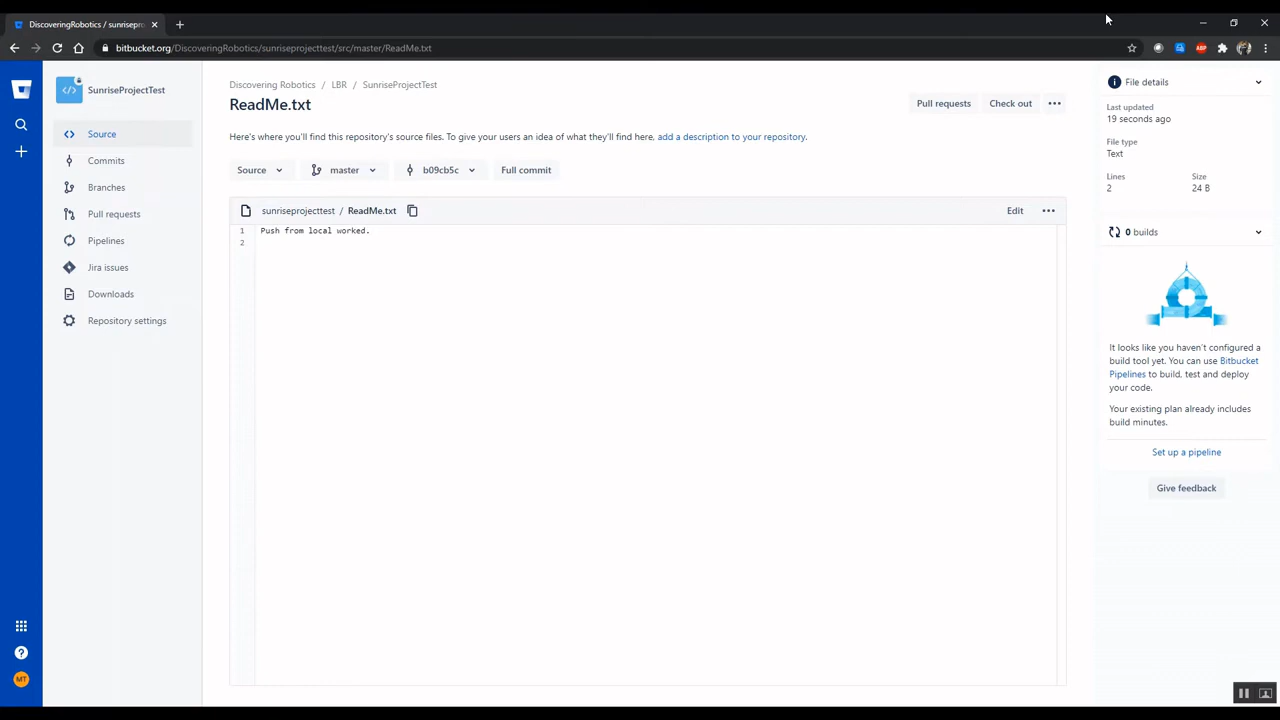 DiscoveringRobotics / sunrisepro
bitbucket.org/DiscoveringRobotics/sunriseprojecttest/src/master/ReadMe.txt
ABP
SunriseProjectTest
Source
Commits
Branches
Pull requests
Pipelines
Jira issues
Downloads
Repository settings
MT
Discovering Robotics / LBR / SunriseProjectTest
ReadMe.txt
Pull requests
Check out
Here's where you'll find this repository's source files. To give your users an idea of what they'll find here, add a description to your repository.
Source
master
b09cb5c
Full commit
sunriseprojecttest / ReadMe.txt
Edit
1 Push from local worked.
2
File details
Last updated
19 seconds ago
File type
Text
Lines Size
2 24 B
0 builds
It looks like you haven't configured a
build tool yet. You can use Bitbucket
Pipelines to build, test and deploy
your code.
Your existing plan already includes
build minutes.
Set up a pipeline
Give feedback